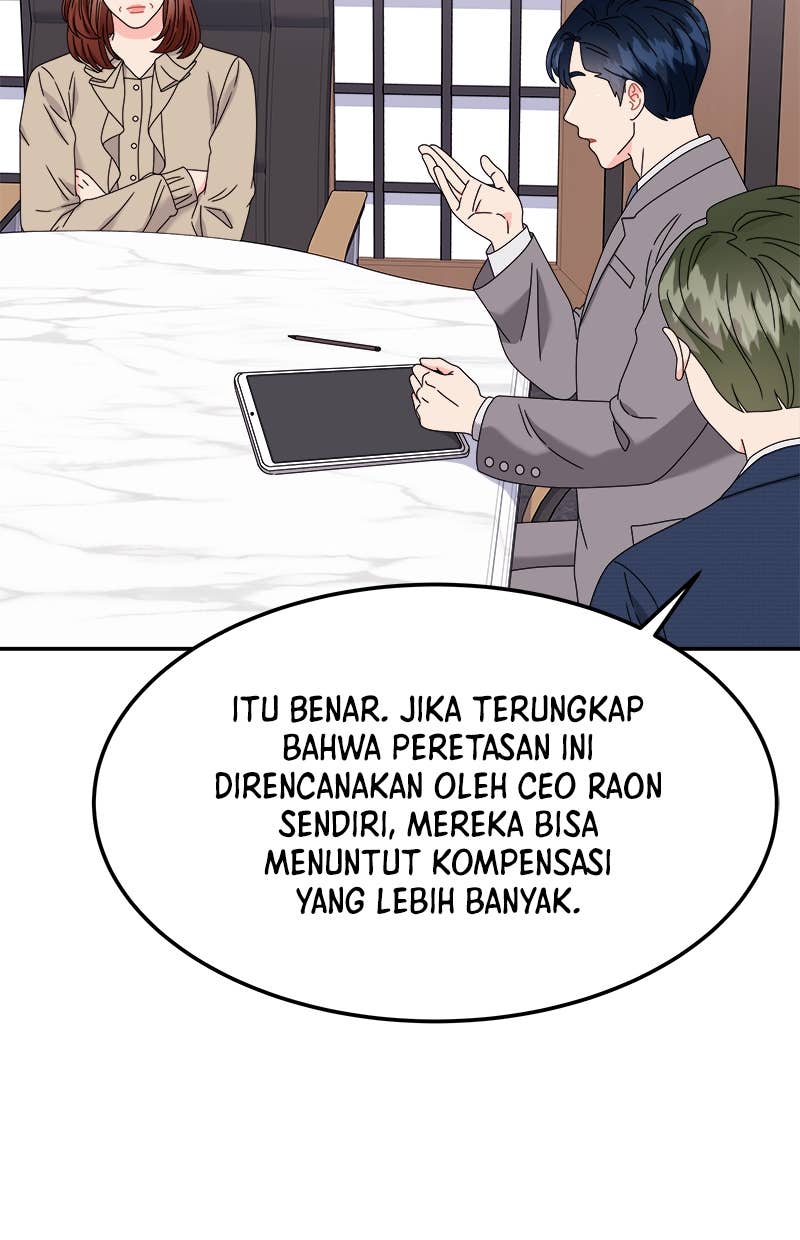 ITU BENAR. JIKA TERUNGKAP
BAHWA PERETASAN INI
DIRENCANAKAN OLEH CEO RAON
SENDIRI, MEREKA BISA
MENUNTUT KOMPENSASI
YANG LEBIH BANYAK.